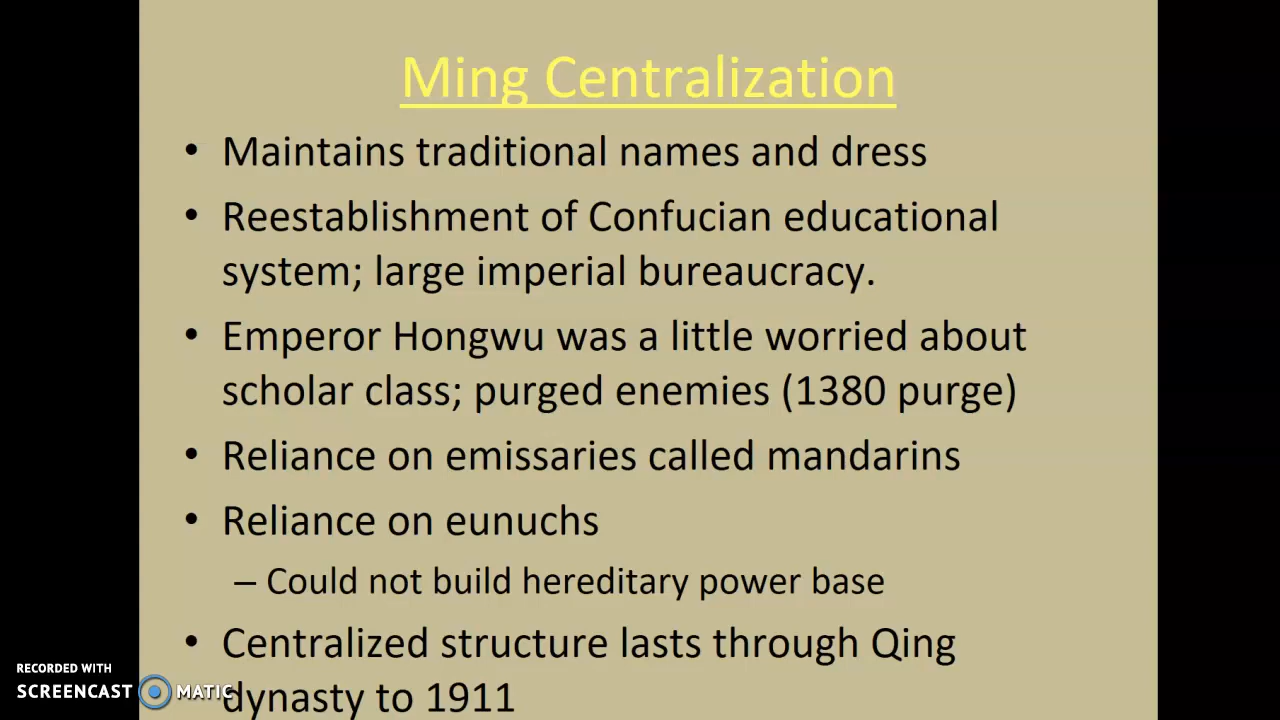 Ming Centralization
• Maintains traditional names and dress
• Reestablishment of Confucian educational
system; large imperial bureaucracy.
• Emperor Hongwu was a little worried about
scholar class; purged enemies (1380 purge)
• Reliance on emissaries called mandarins
• Reliance on eunuchs
– Could not build hereditary power base
• Centralized structure lasts through Qing
dynasty to 1911
RECORDED WITH
SCREENCAST MATIC